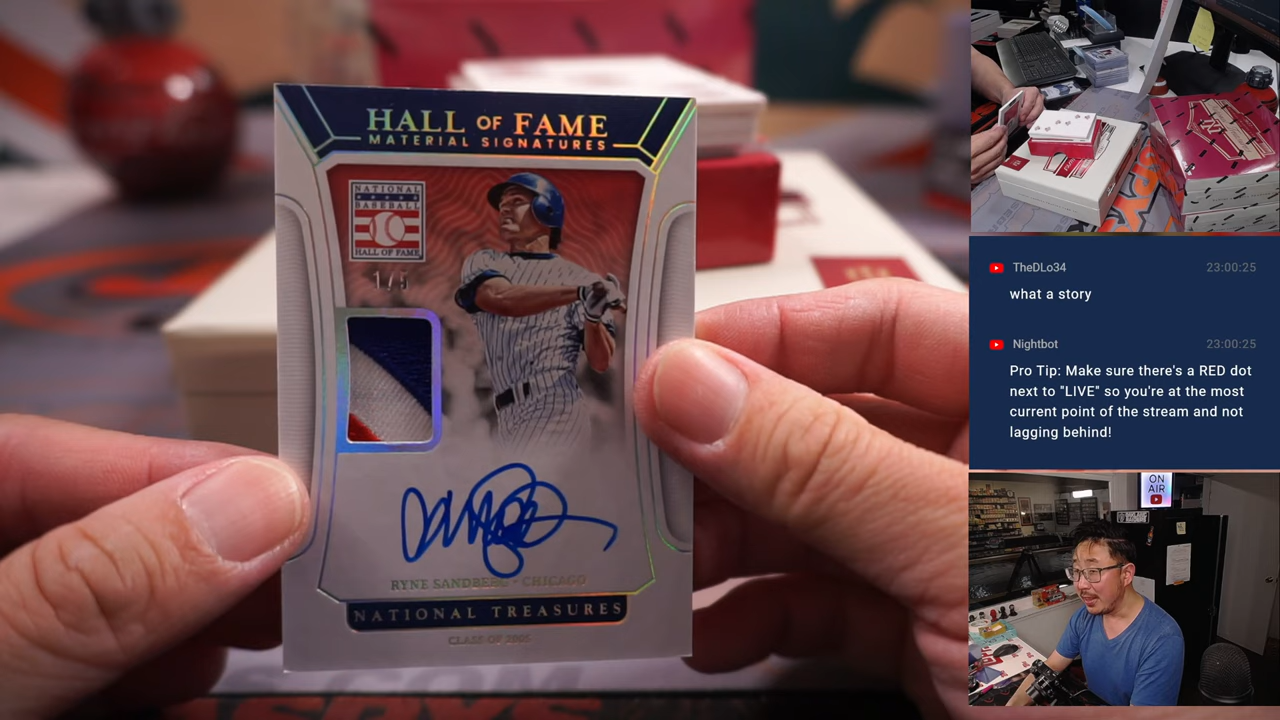 HALL OF FAME
MATERIAL SIGNATURES
NATIONAL
BASEBALL
HALL OF FAME
1/5
RYNE SANDBERG • CHICAGO
NATIONAL TREASURES
CLASS OF 2005
TheDLo34 23:00:25
what a story
Nightbot 23:00:25
Pro Tip: Make sure there's a RED dot
next to "LIVE" so you're at the most
current point of the stream and not
lagging behind!
ON
AIR